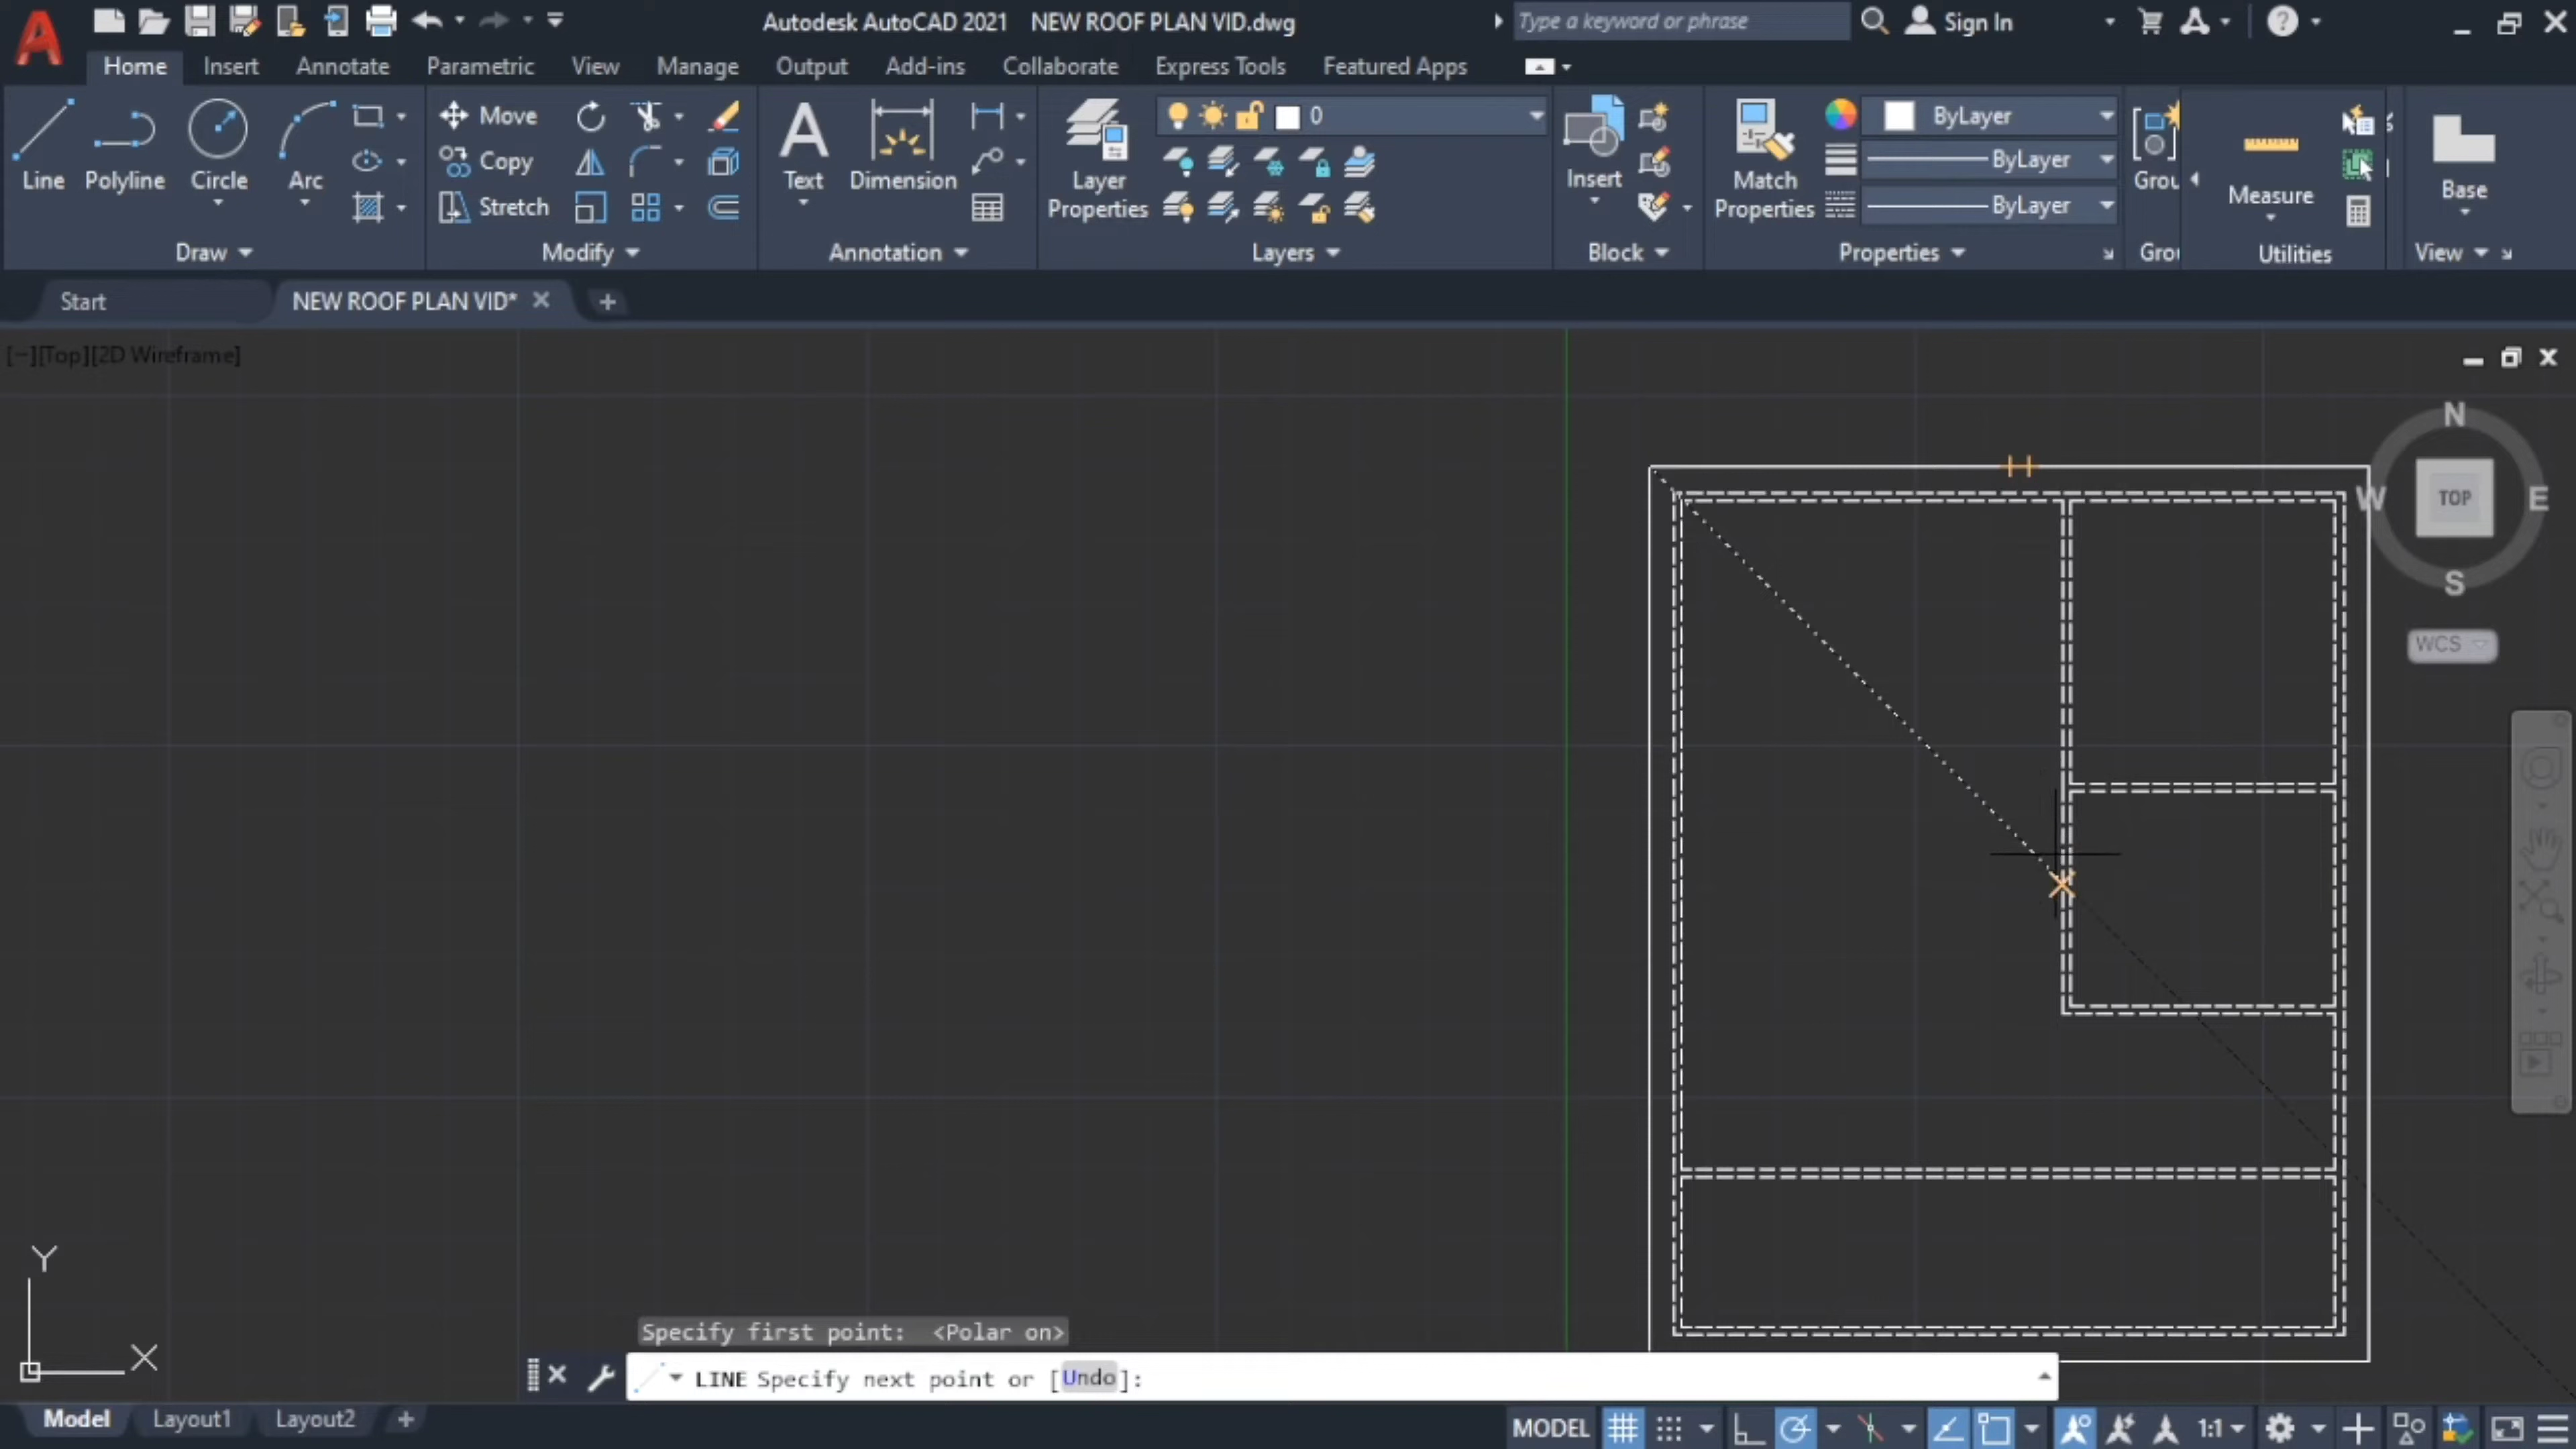 Autodesk AutoCAD 2021 NEW ROOF PLAN VID.dwg
Type a keyword or phrase
Sign In
Home Insert Annotate Parametric View Manage Output Add-ins Collaborate Express Tools Featured Apps
Line Polyline Circle Arc
Move
Copy
Stretch
Text Dimension
Layer Properties
0
Insert
Match Properties
ByLayer
ByLayer
ByLayer
Grou
Measure
Base
Draw Modify Annotation Layers Block Properties Grou Utilities View
Start NEW ROOF PLAN VID*
[−][Top][2D Wireframe]
N
W TOP E
S
WCS
Y
X
Specify first point: <Polar on>
LINE Specify next point or [Undo]:
Model Layout1 Layout2
MODEL 1:1